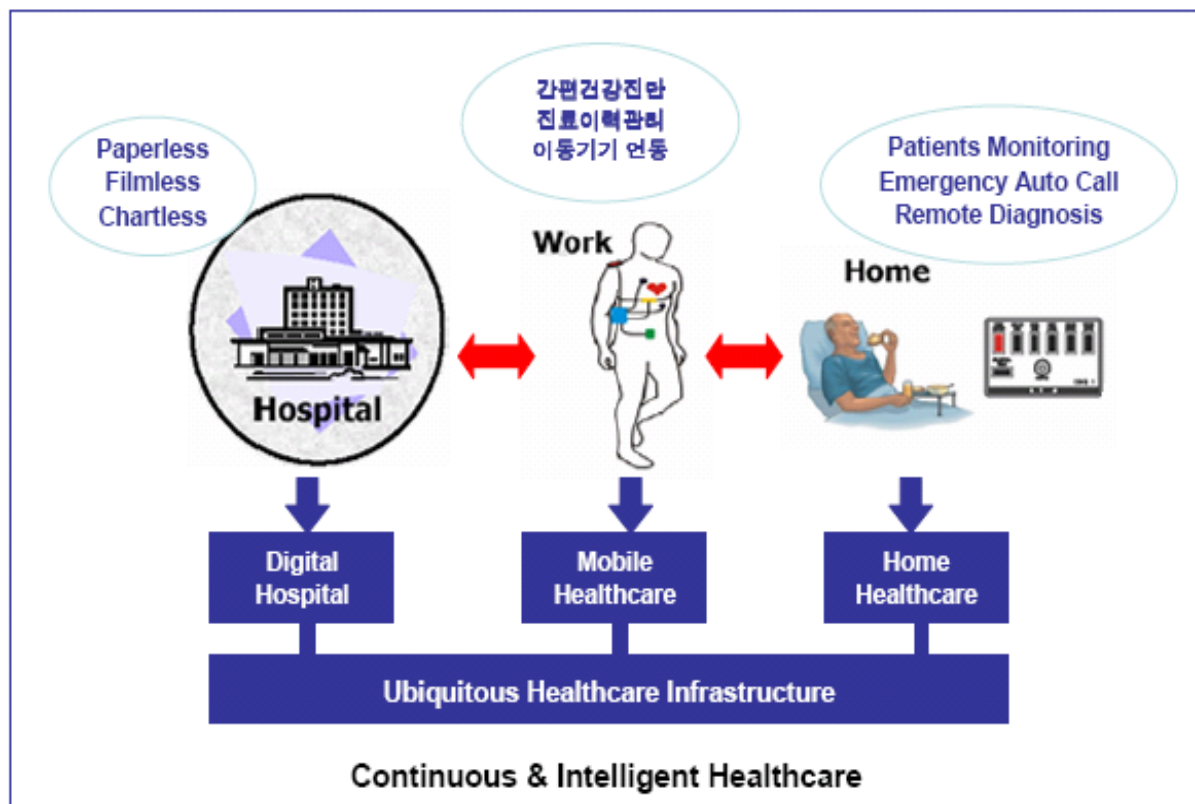 Paperless
Filmless
Chartless
간편건강진단
진료이력관리
이동기기 연동
Patients Monitoring
Emergency Auto Call
Remote Diagnosis
Work
Home
Hospital
Digital
Hospital
Mobile
Healthcare
Home
Healthcare
Ubiquitous Healthcare Infrastructure
Continuous & Intelligent Healthcare